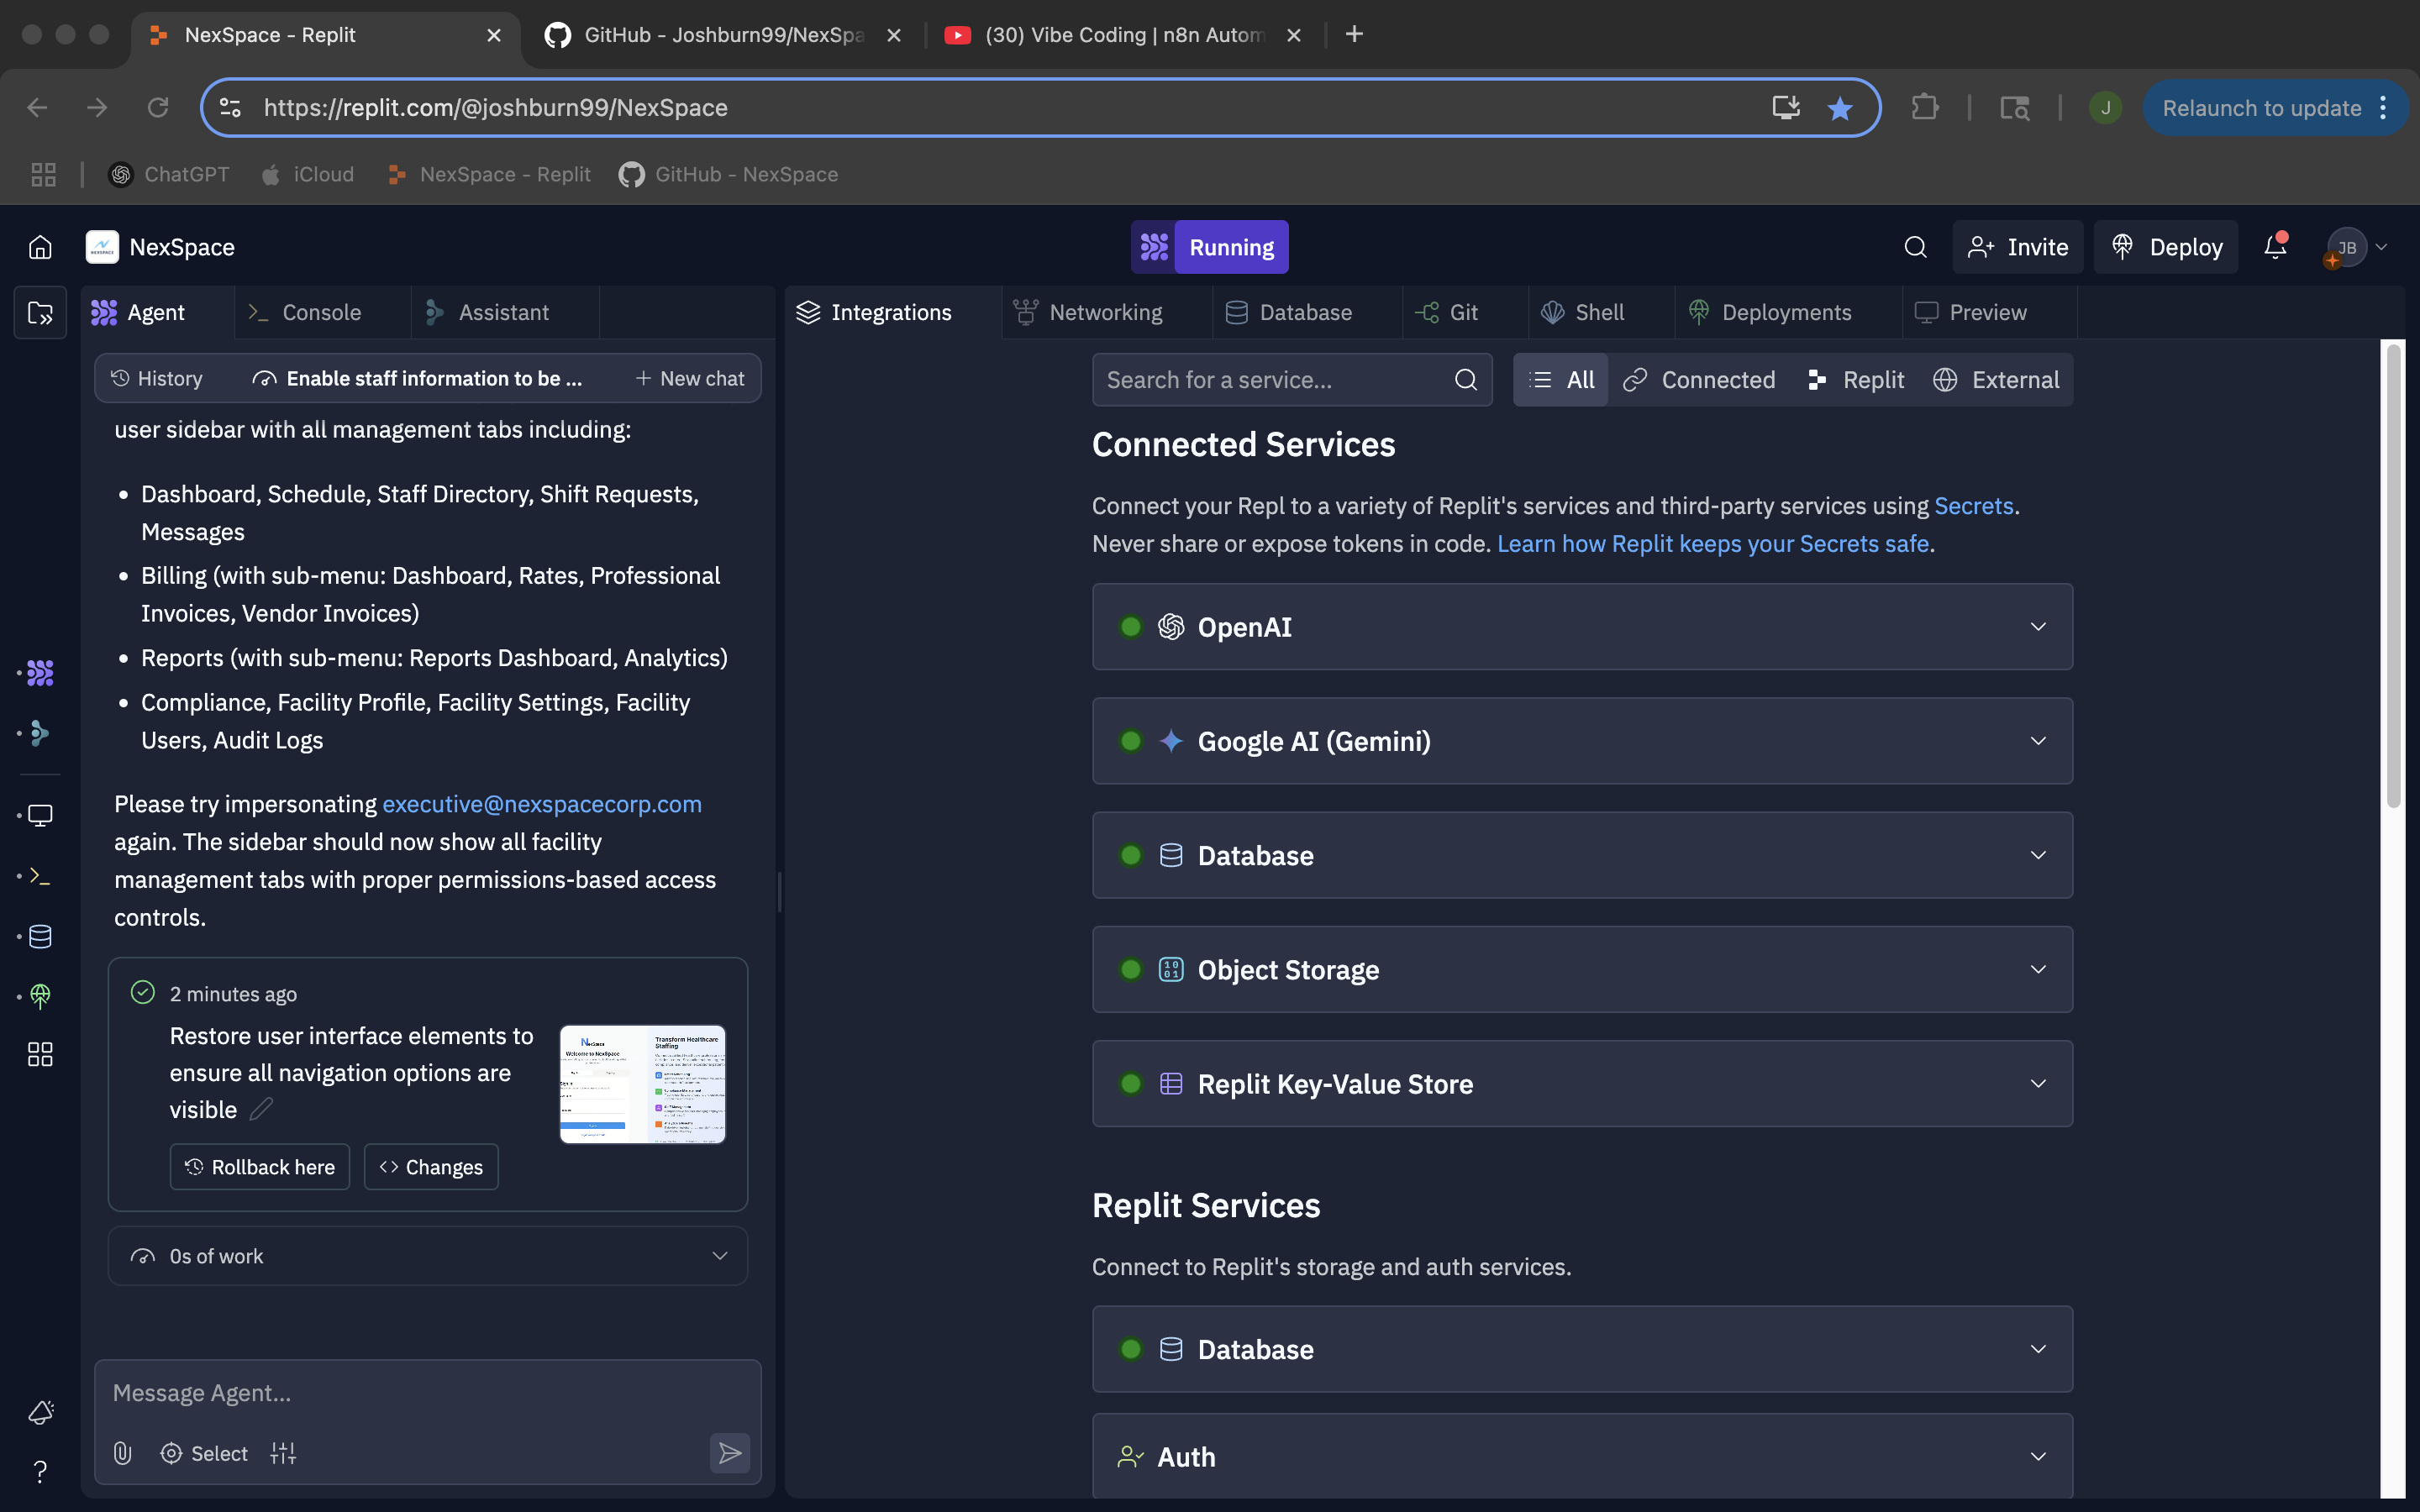 NexSpace - Replit
GitHub - Joshburn99/NexSpa
(30) Vibe Coding | n8n Autom
https://replit.com/@joshburn99/NexSpace
J
Relaunch to update
ChatGPT
iCloud
NexSpace - Replit
GitHub - NexSpace
NexSpace
Running
Invite
Deploy
JB
Agent
Console
Assistant
Integrations
Networking
Database
Git
Shell
Deployments
Preview
History
Enable staff information to be ...
New chat
user sidebar with all management tabs including:
• Dashboard, Schedule, Staff Directory, Shift Requests,
Messages
• Billing (with sub-menu: Dashboard, Rates, Professional
Invoices, Vendor Invoices)
• Reports (with sub-menu: Reports Dashboard, Analytics)
• Compliance, Facility Profile, Facility Settings, Facility
Users, Audit Logs
Please try impersonating executive@nexspacecorp.com
again. The sidebar should now show all facility
management tabs with proper permissions-based access
controls.
2 minutes ago
Restore user interface elements to
ensure all navigation options are
visible
NexSpace
Welcome to NexSpace
Transform Healthcare
Staffing
Rollback here
Changes
0s of work
Message Agent...
Select
Search for a service...
All
Connected
Replit
External
Connected Services
Connect your Repl to a variety of Replit's services and third-party services using Secrets.
Never share or expose tokens in code. Learn how Replit keeps your Secrets safe.
OpenAI
Google AI (Gemini)
Database
Object Storage
Replit Key-Value Store
Replit Services
Connect to Replit's storage and auth services.
Database
Auth